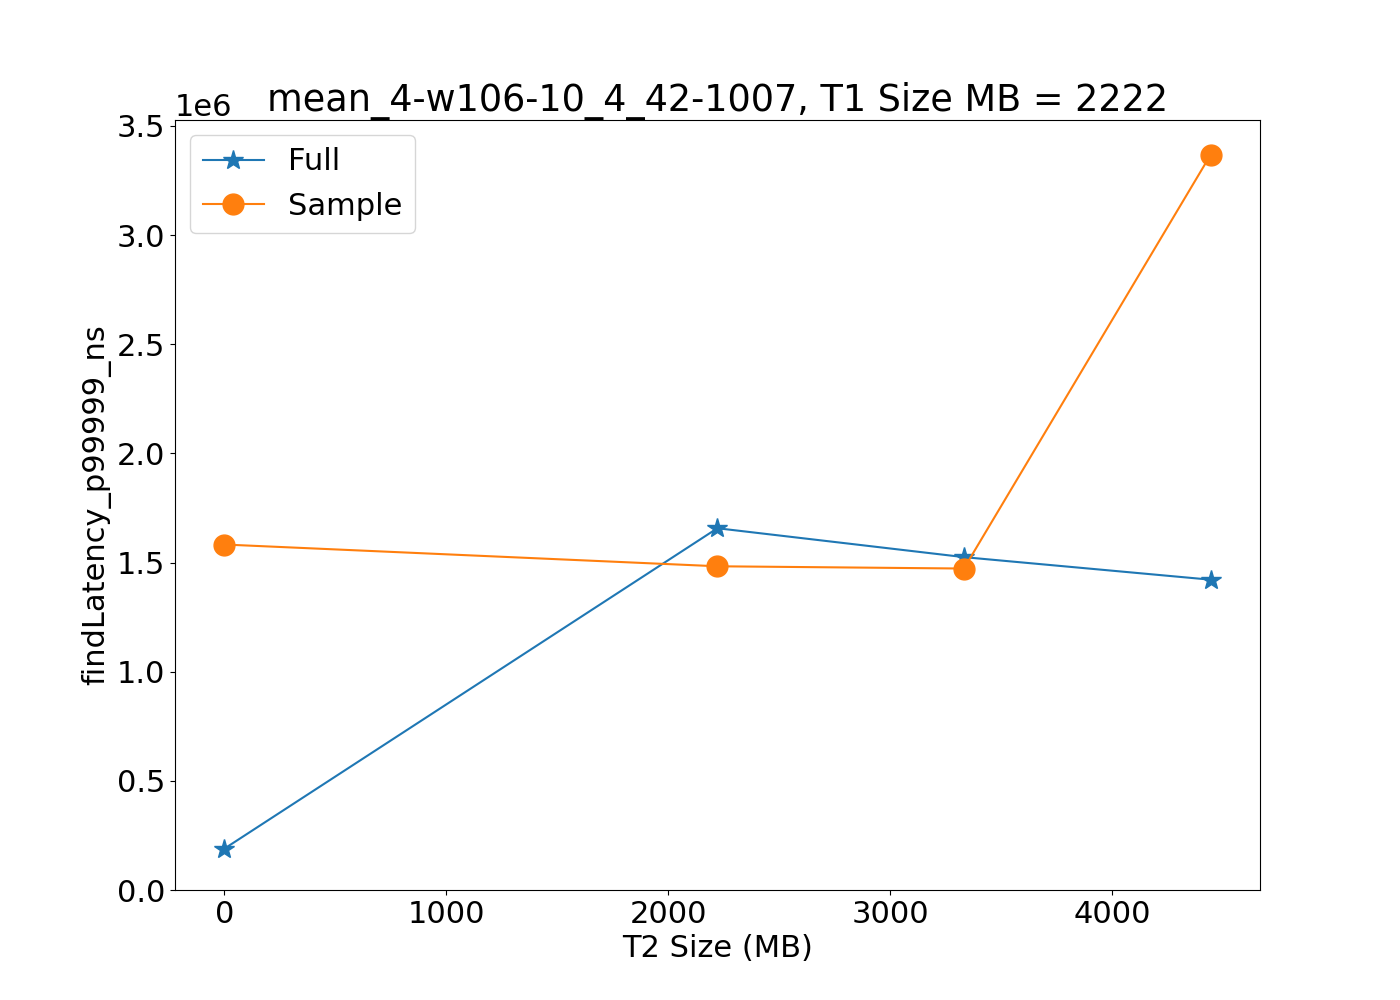 mean_4-w106-10_4_42-1007, T1 Size MB = 2222
1e6
3.5
3.0
2.5
2.0
1.5
1.0
0.5
0.0
findLatency_p99999_ns
Full
Sample
0 1000 2000 3000 4000
T2 Size (MB)